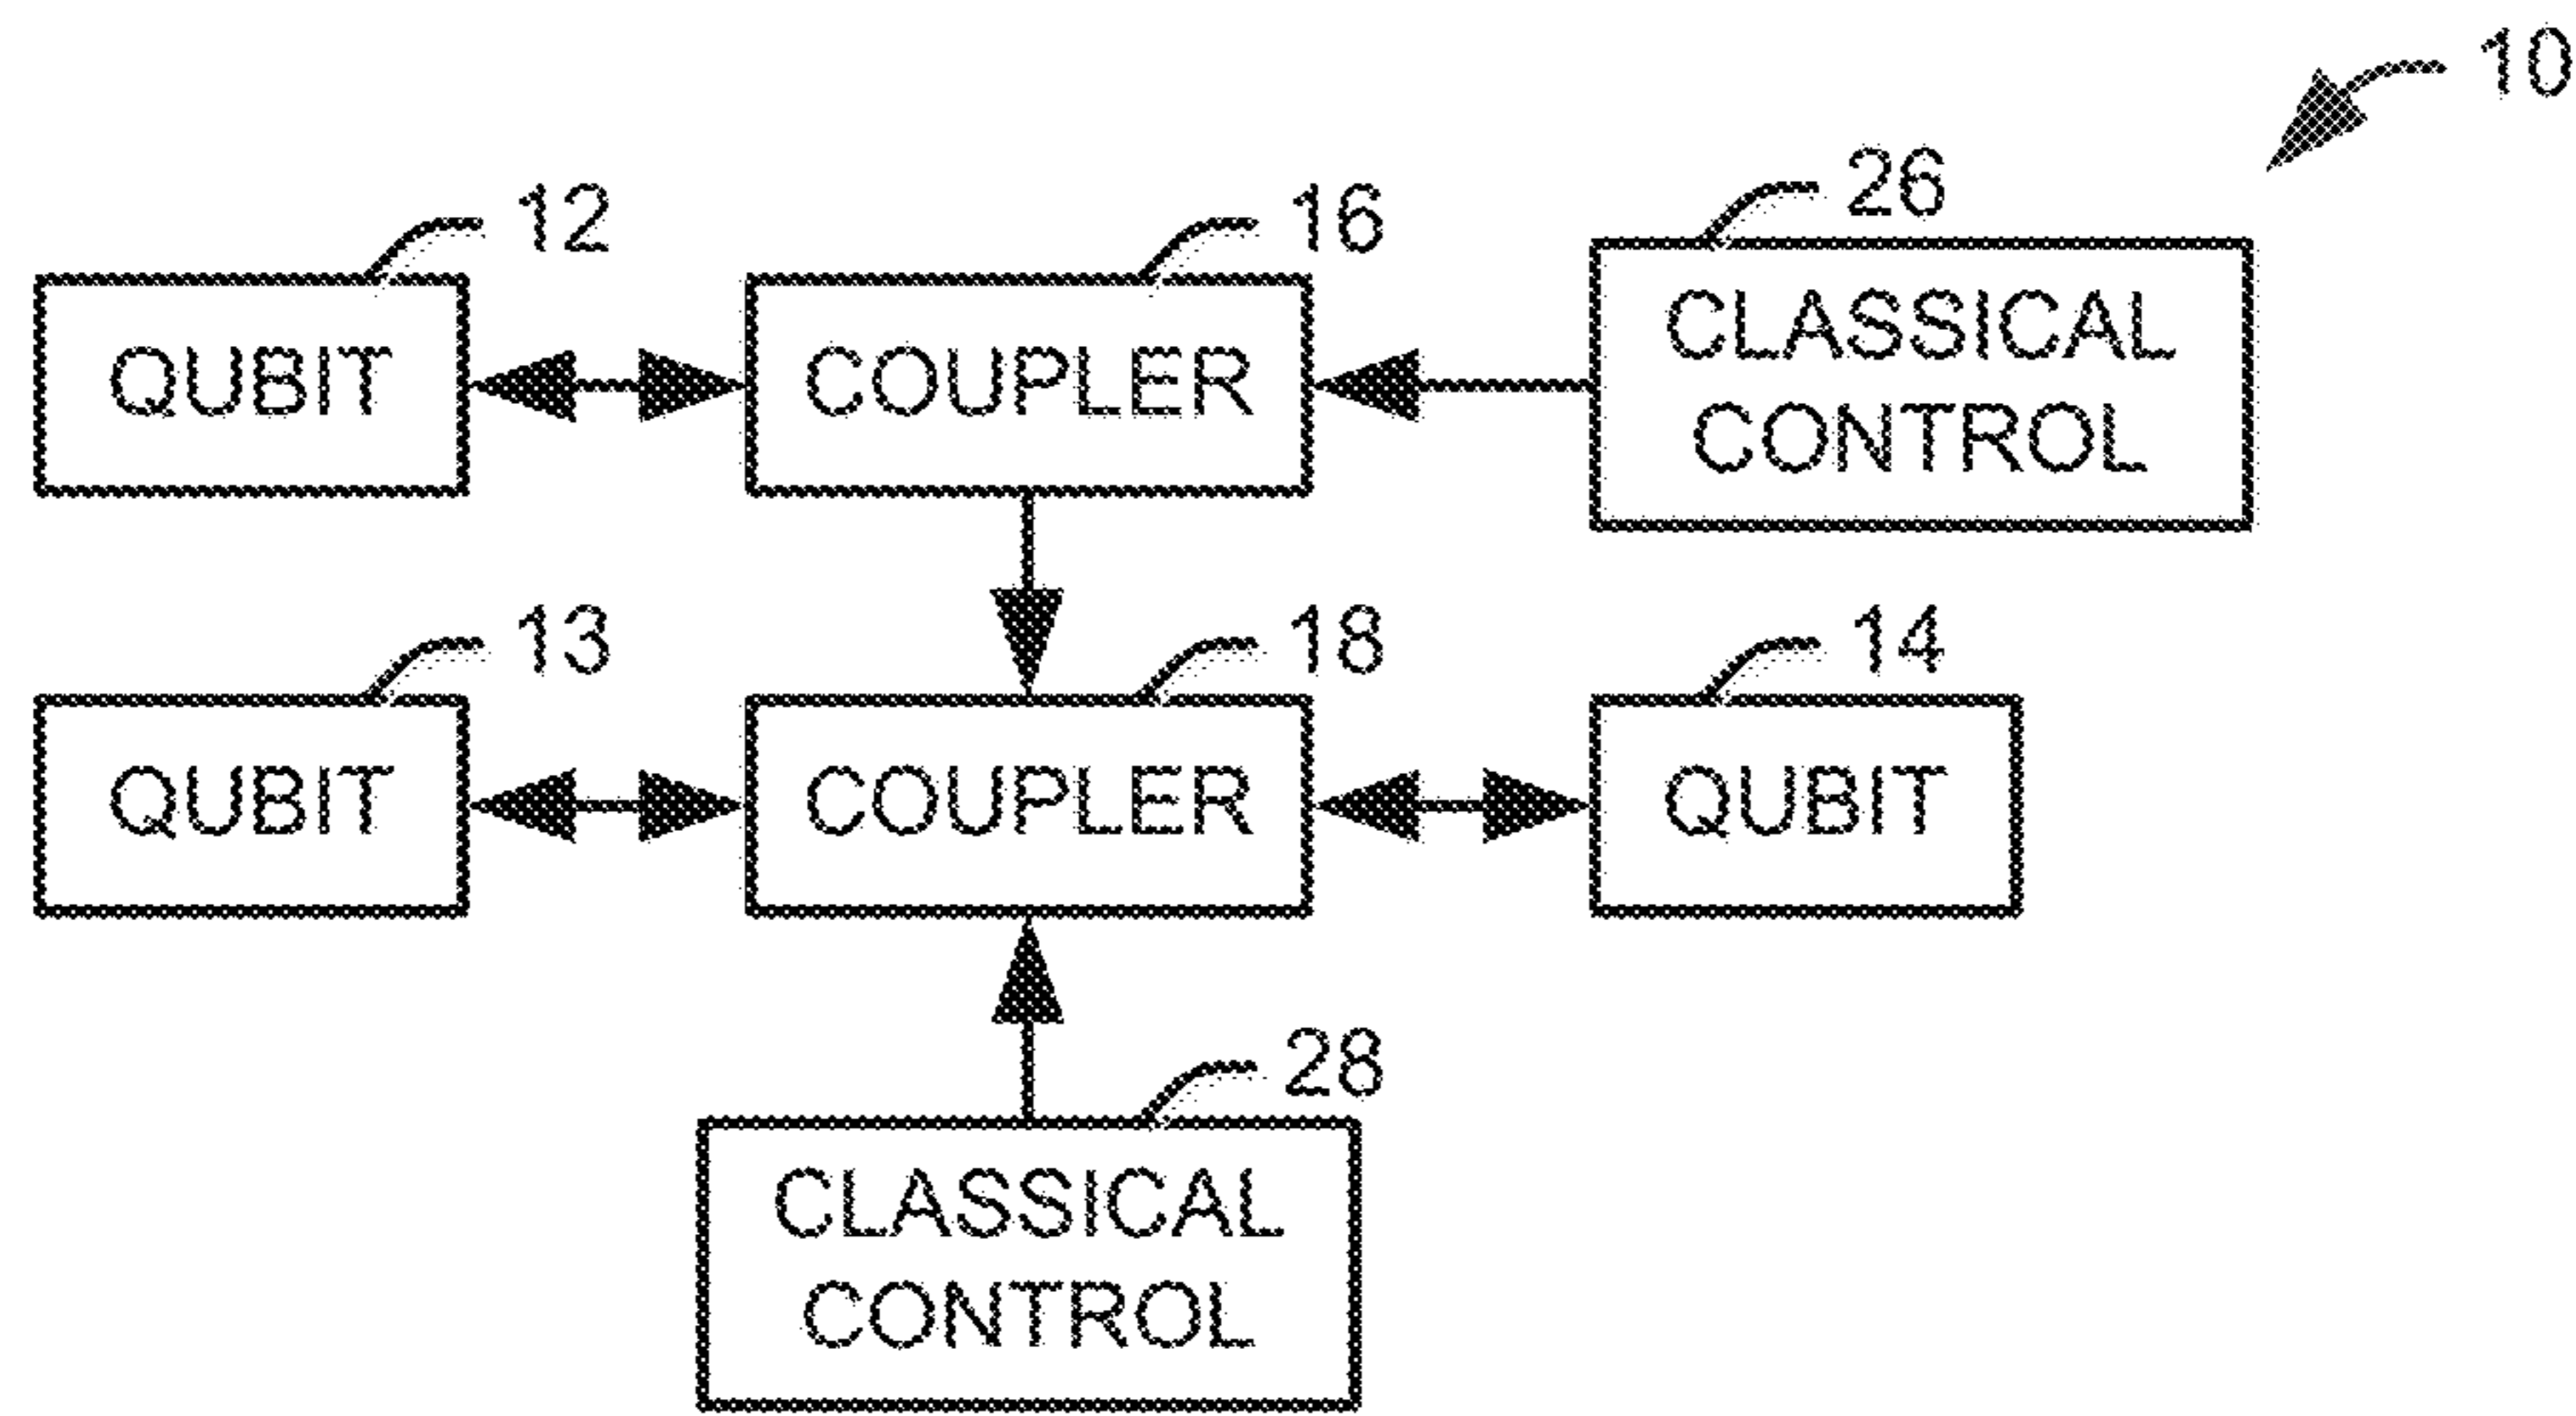 10
12
16
26
QUBIT
COUPLER
CLASSICAL
CONTROL
13
18
14
QUBIT
COUPLER
QUBIT
28
CLASSICAL
CONTROL